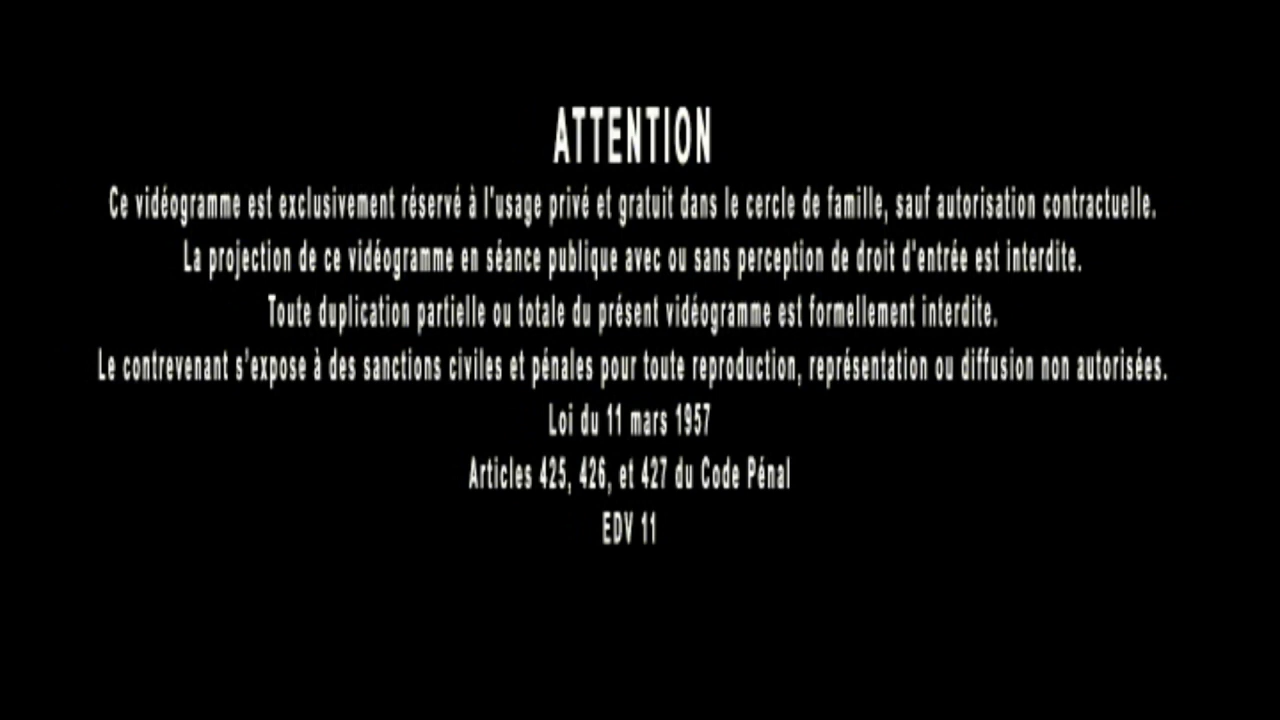 ATTENTION
Ce vidéogramme est exclusivement réservé à l'usage privé et gratuit dans le cercle de famille, sauf autorisation contractuelle.
La projection de ce vidéogramme en séance publique avec ou sans perception de droit d'entrée est interdite.
Toute duplication partielle ou totale du présent vidéogramme est formellement interdite.
Le contrevenant s'expose à des sanctions civiles et pénales pour toute reproduction, représentation ou diffusion non autorisées.
Loi du 11 mars 1957
Articles 425, 426, et 427 du Code Pénal
EDV 11